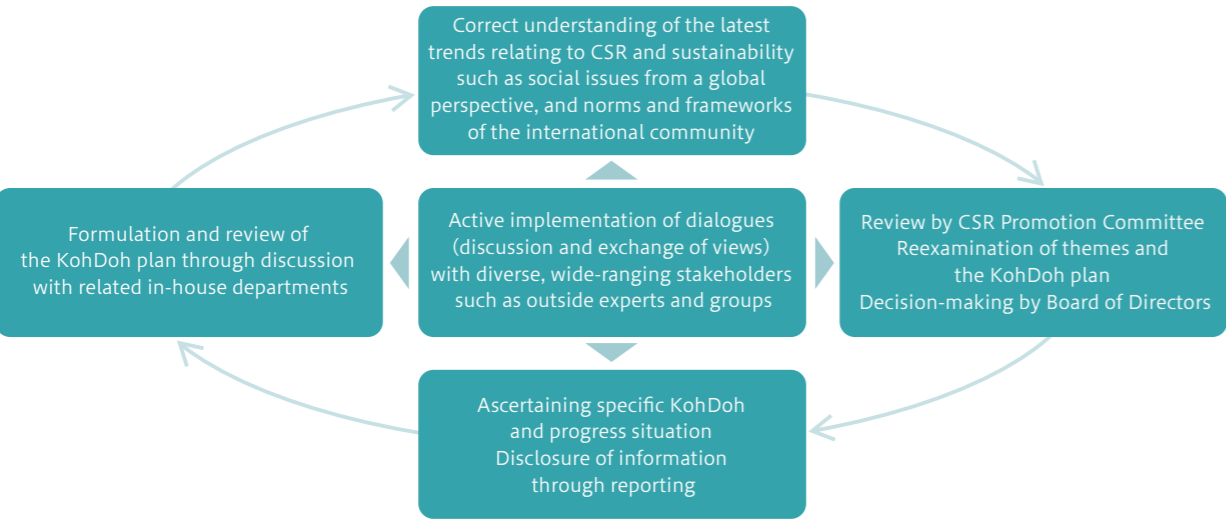 Correct understanding of the latest
trends relating to CSR and sustainability
such as social issues from a global
perspective, and norms and frameworks
of the international community
Formulation and review of
the KohDoh plan through discussion
with related in-house departments
Active implementation of dialogues
(discussion and exchange of views)
with diverse, wide-ranging stakeholders
such as outside experts and groups
Review by CSR Promotion Committee
Reexamination of themes and
the KohDoh plan
Decision-making by Board of Directors
Ascertaining specific KohDoh
and progress situation
Disclosure of information
through reporting